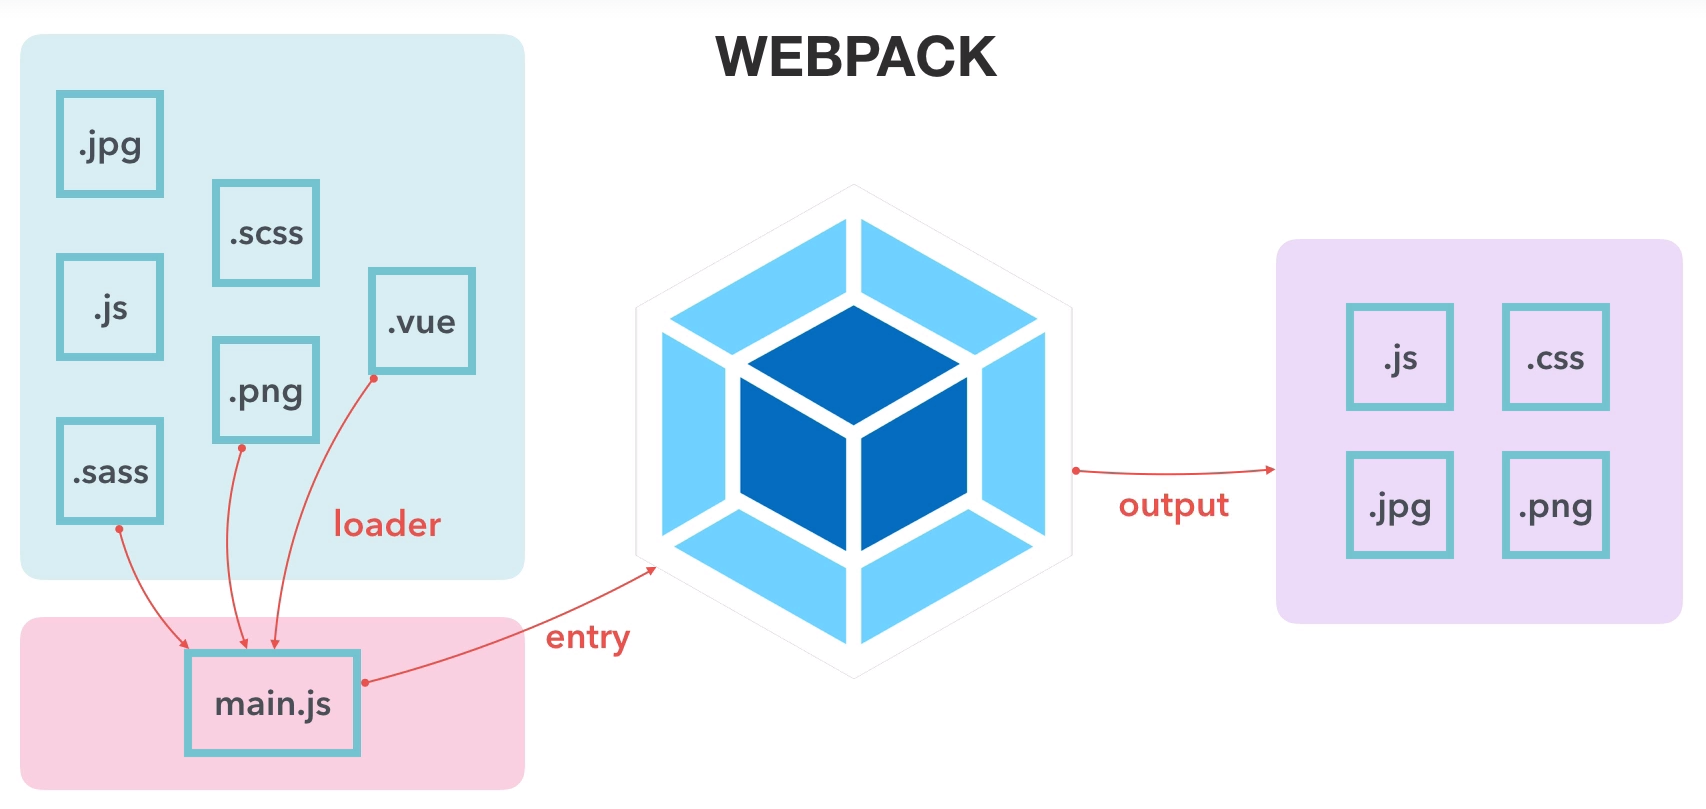 WEBPACK
.jpg
.scss
.js
.vue
.png
.sass
loader
main.js
entry
output
.js
.css
.jpg
.png